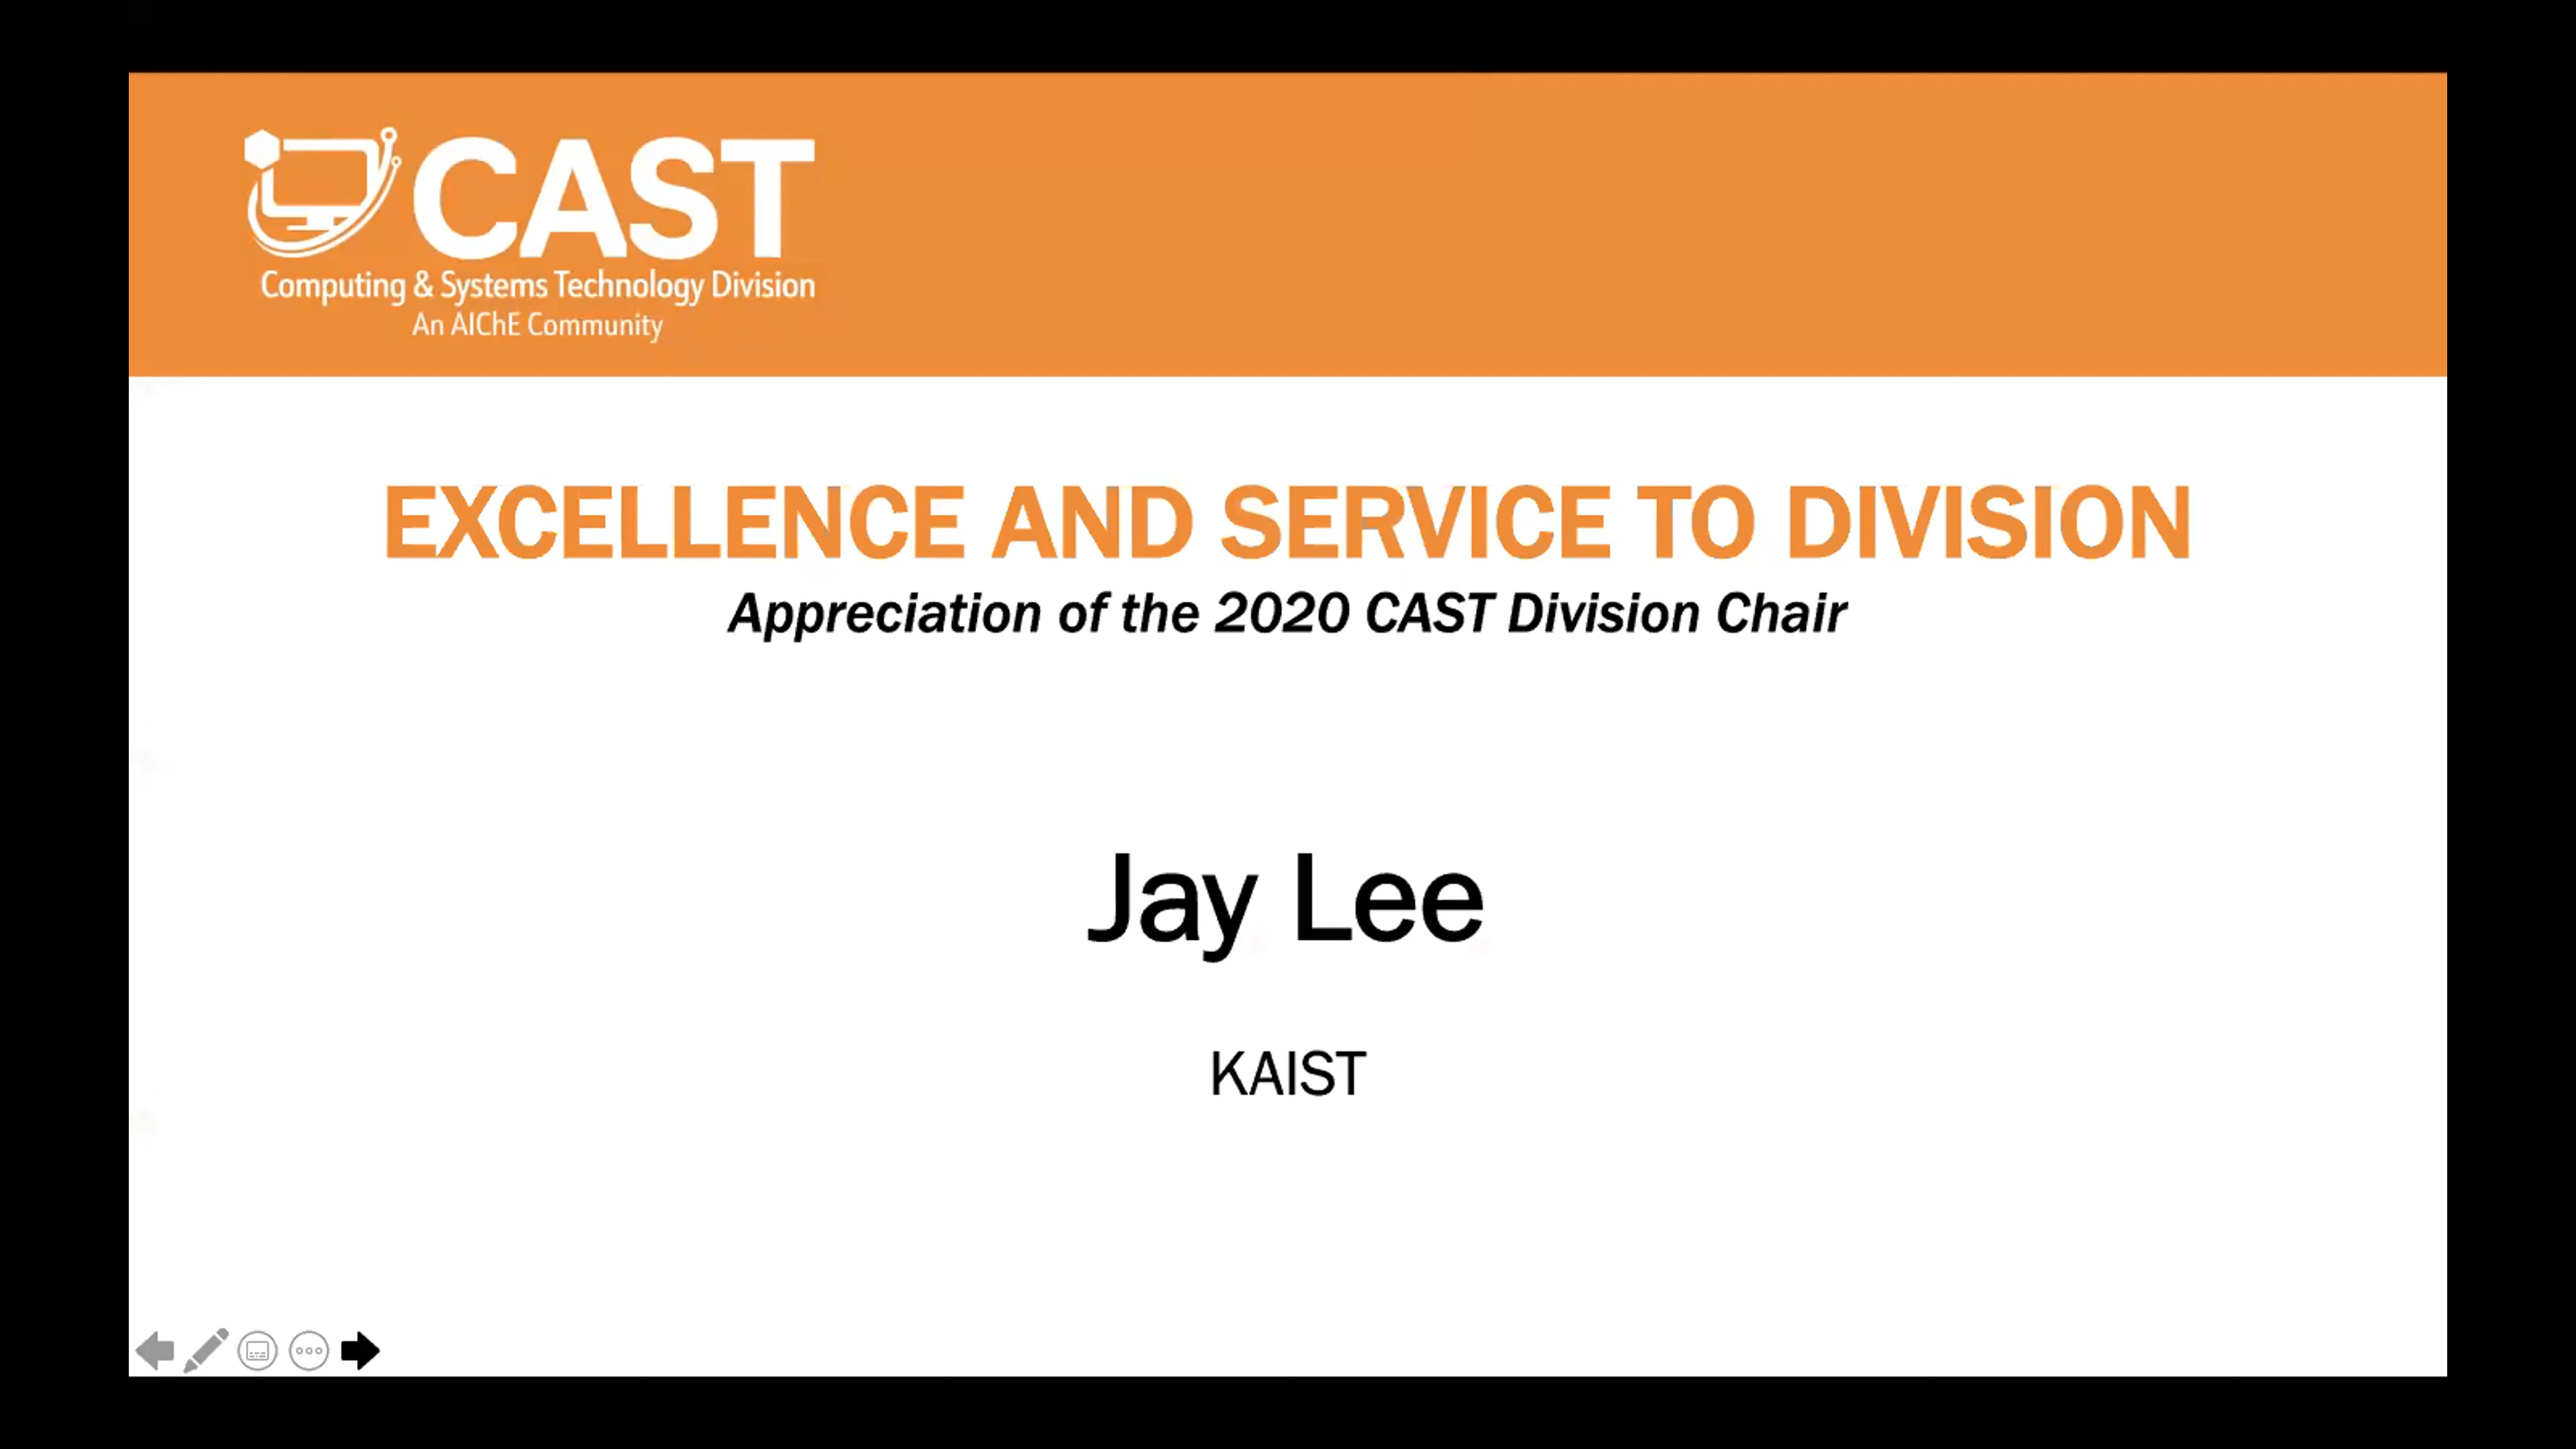 CAST
Computing & Systems Technology Division
An AIChE Community
EXCELLENCE AND SERVICE TO DIVISION
Appreciation of the 2020 CAST Division Chair
Jay Lee
KAIST